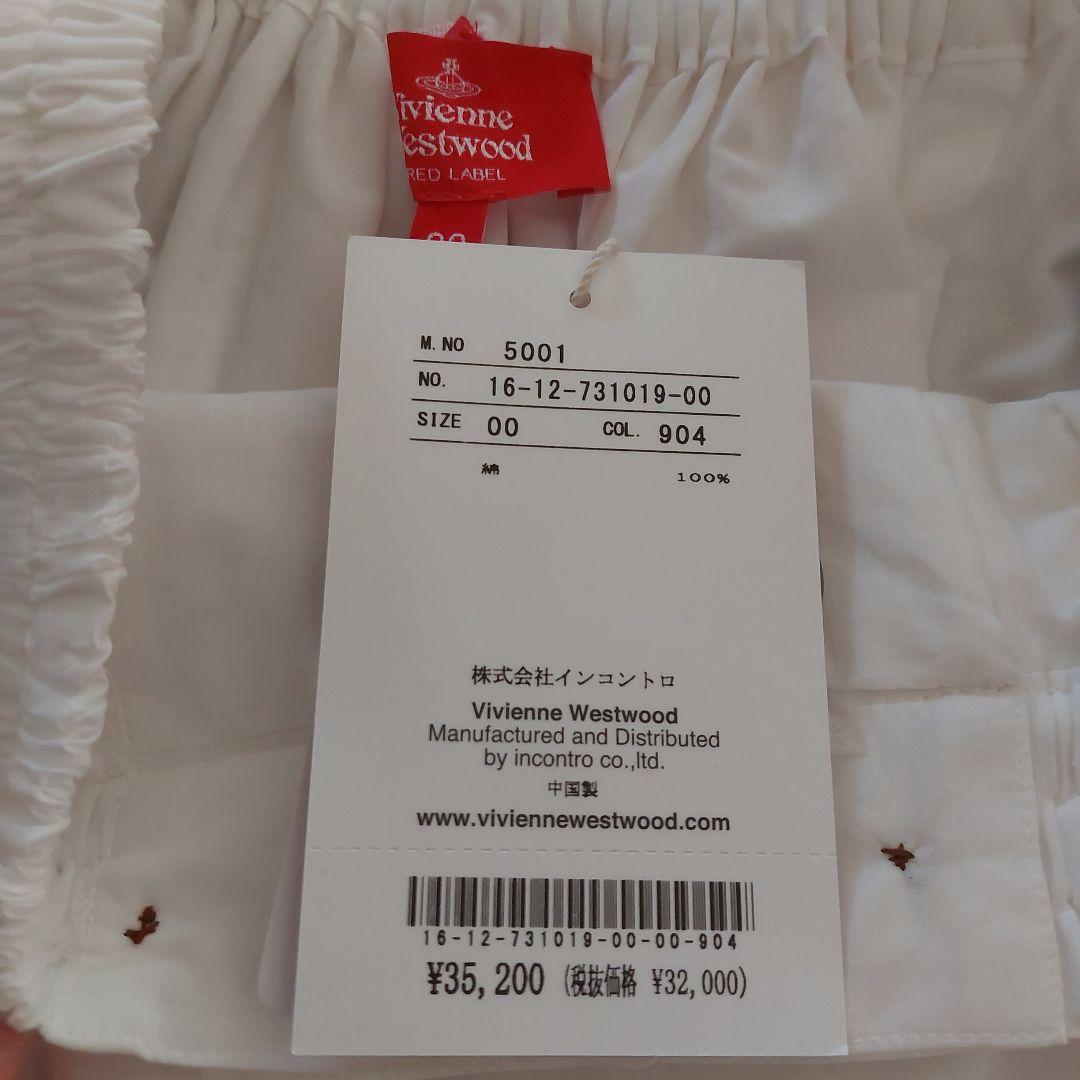 Vivienne
Westwood
RED LABEL
M. NO 5001
NO. 16-12-731019-00
SIZE 00 COL. 904
綿 100%
株式会社インコントロ
Vivienne Westwood
Manufactured and Distributed
by incontro co.,ltd.
中国製
www.viviennewestwood.com
16-12-731019-00-00-904
¥35,200 (税抜価格 ¥32,000)